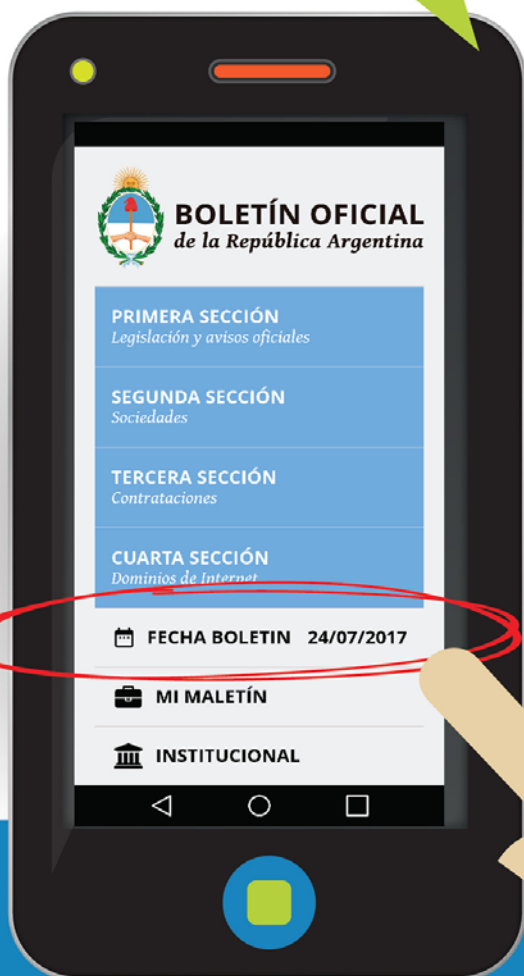 BOLETÍN OFICIAL
de la República Argentina
PRIMERA SECCIÓN
Legislación y avisos oficiales
SEGUNDA SECCIÓN
Sociedades
TERCERA SECCIÓN
Contrataciones
CUARTA SECCIÓN
Dominios de Internet
FECHA BOLETIN 24/07/2017
MI MALETÍN
INSTITUCIONAL